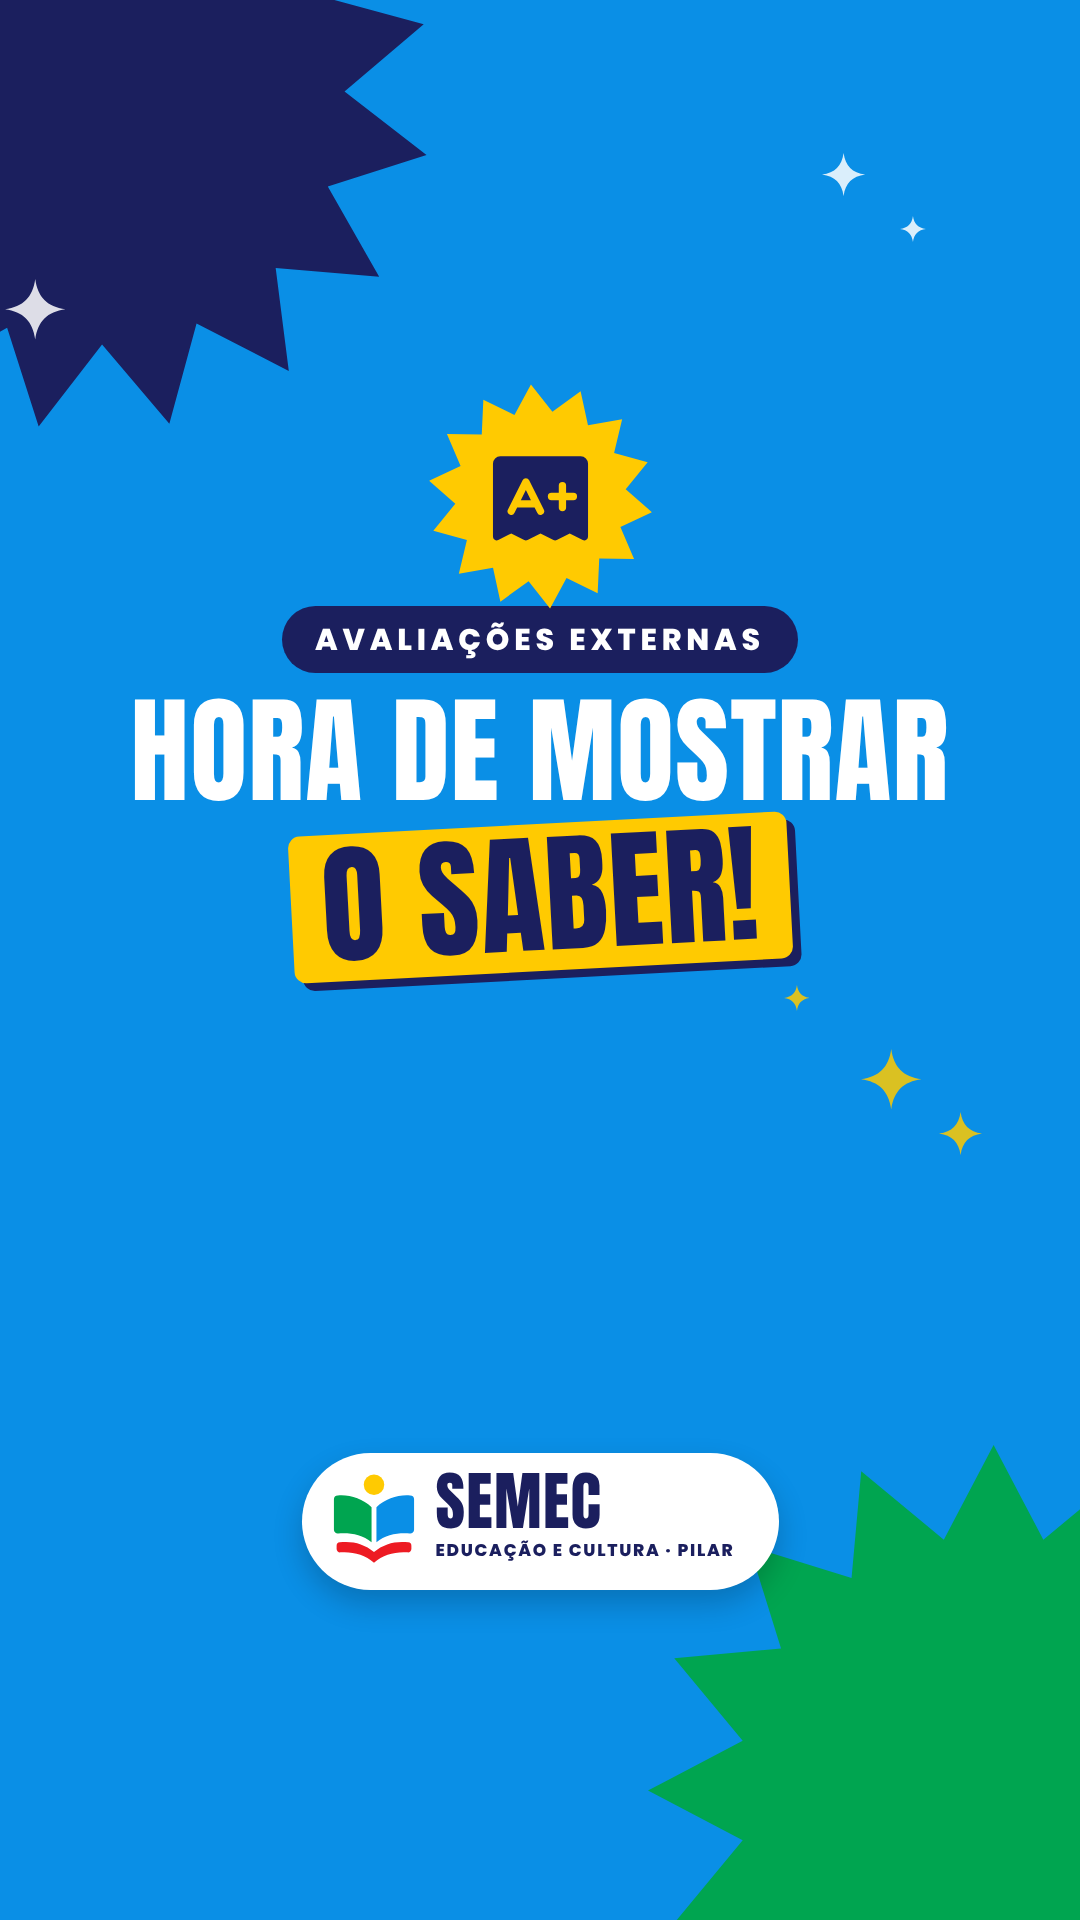 A+
AVALIAÇÕES EXTERNAS
HORA DE MOSTRAR
O SABER!
SEMEC
EDUCAÇÃO E CULTURA · PILAR